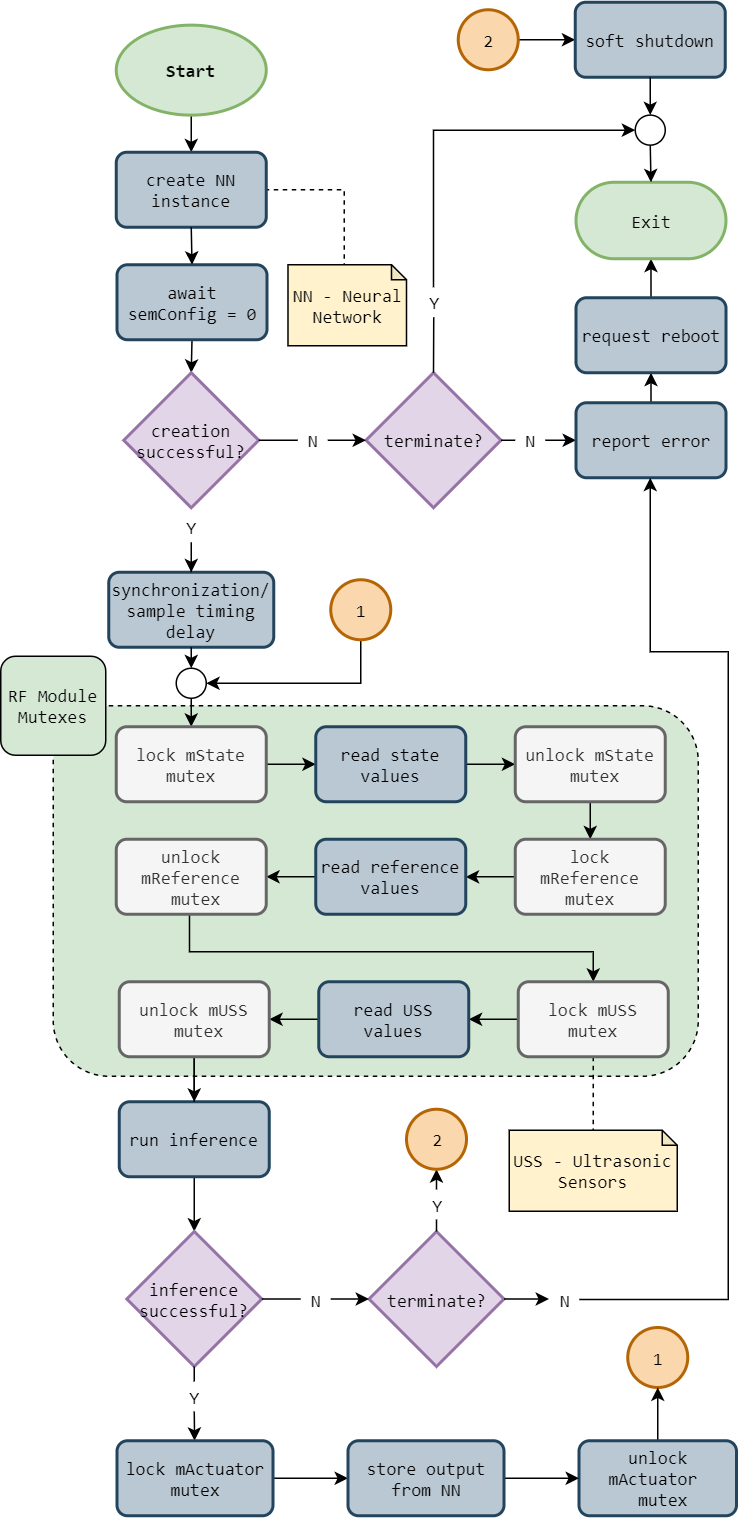 2
soft shutdown
Start
create NN
instance
Exit
await
semConfig = 0
NN - Neural
Network
Y
request reboot
creation
successful?
N
terminate?
N
report error
Y
synchronization/
sample timing
delay
1
RF Module
Mutexes
lock mState
mutex
read state
values
unlock mState
mutex
unlock
mReference
mutex
read reference
values
lock
mReference
mutex
unlock mUSS
mutex
read USS
values
lock mUSS
mutex
run inference
2
USS - Ultrasonic
Sensors
Y
inference
successful?
N
terminate?
N
Y
1
lock mActuator
mutex
store output
from NN
unlock
mActuator
mutex